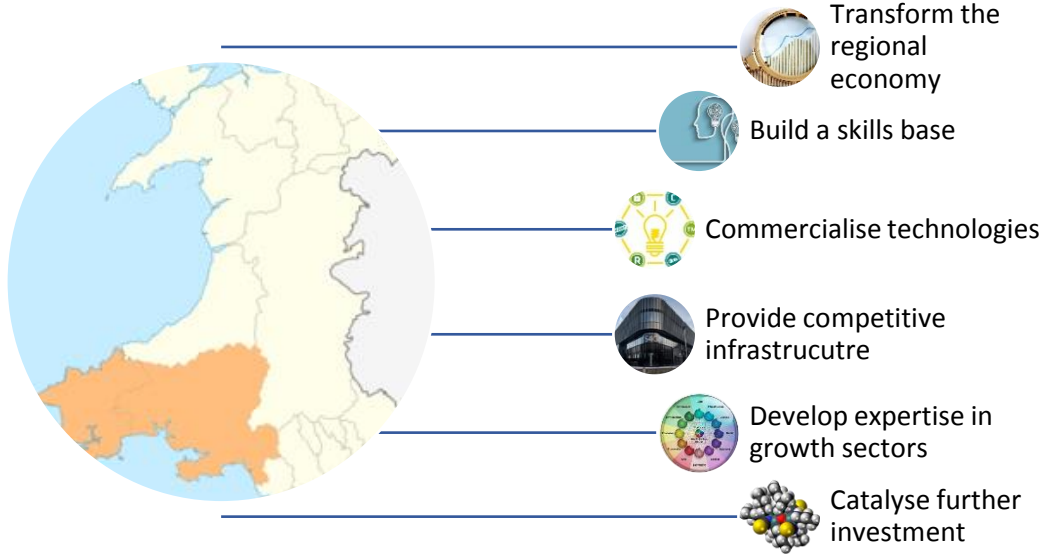 Transform the
regional
economy
Build a skills base
Commercialise technologies
Provide competitive
infrastrucutre
Develop expertise in
growth sectors
Catalyse further
investment